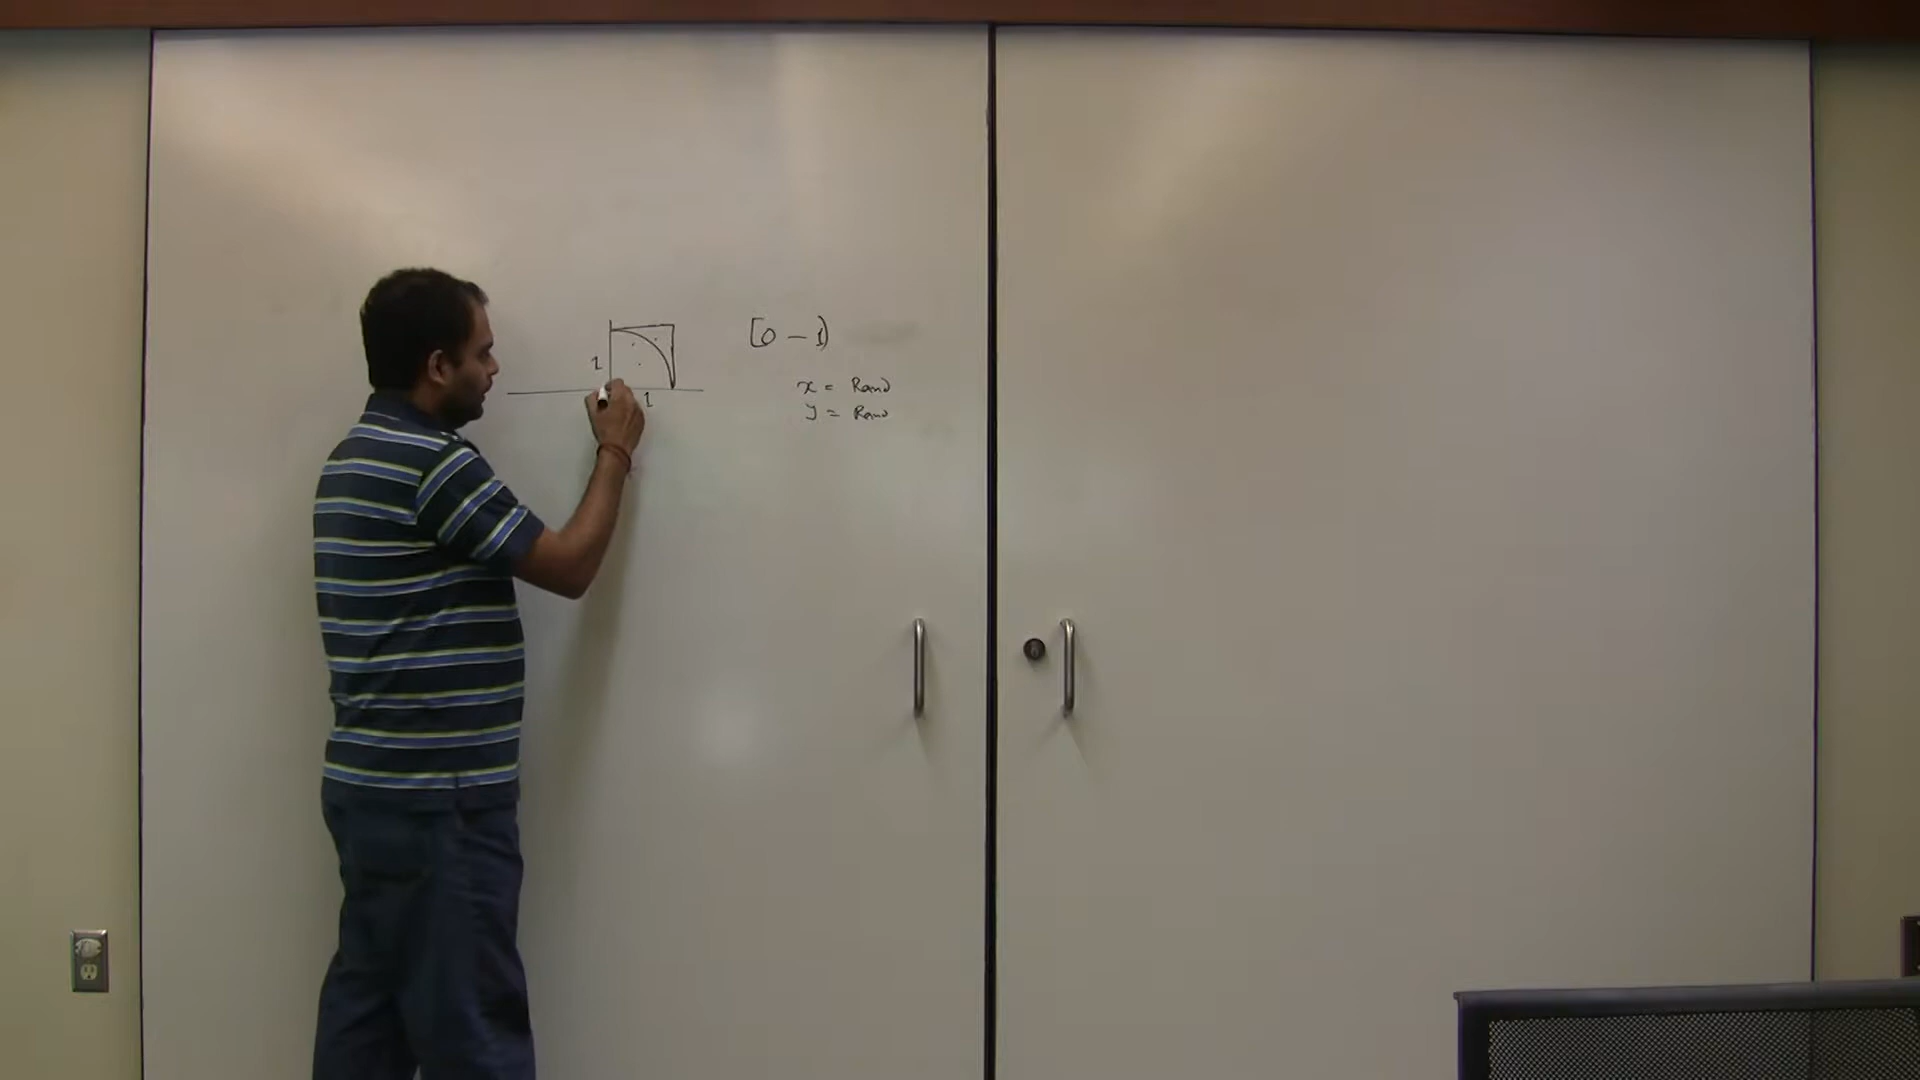 1
1
[0 – 1)
x = Rand
y = Rand